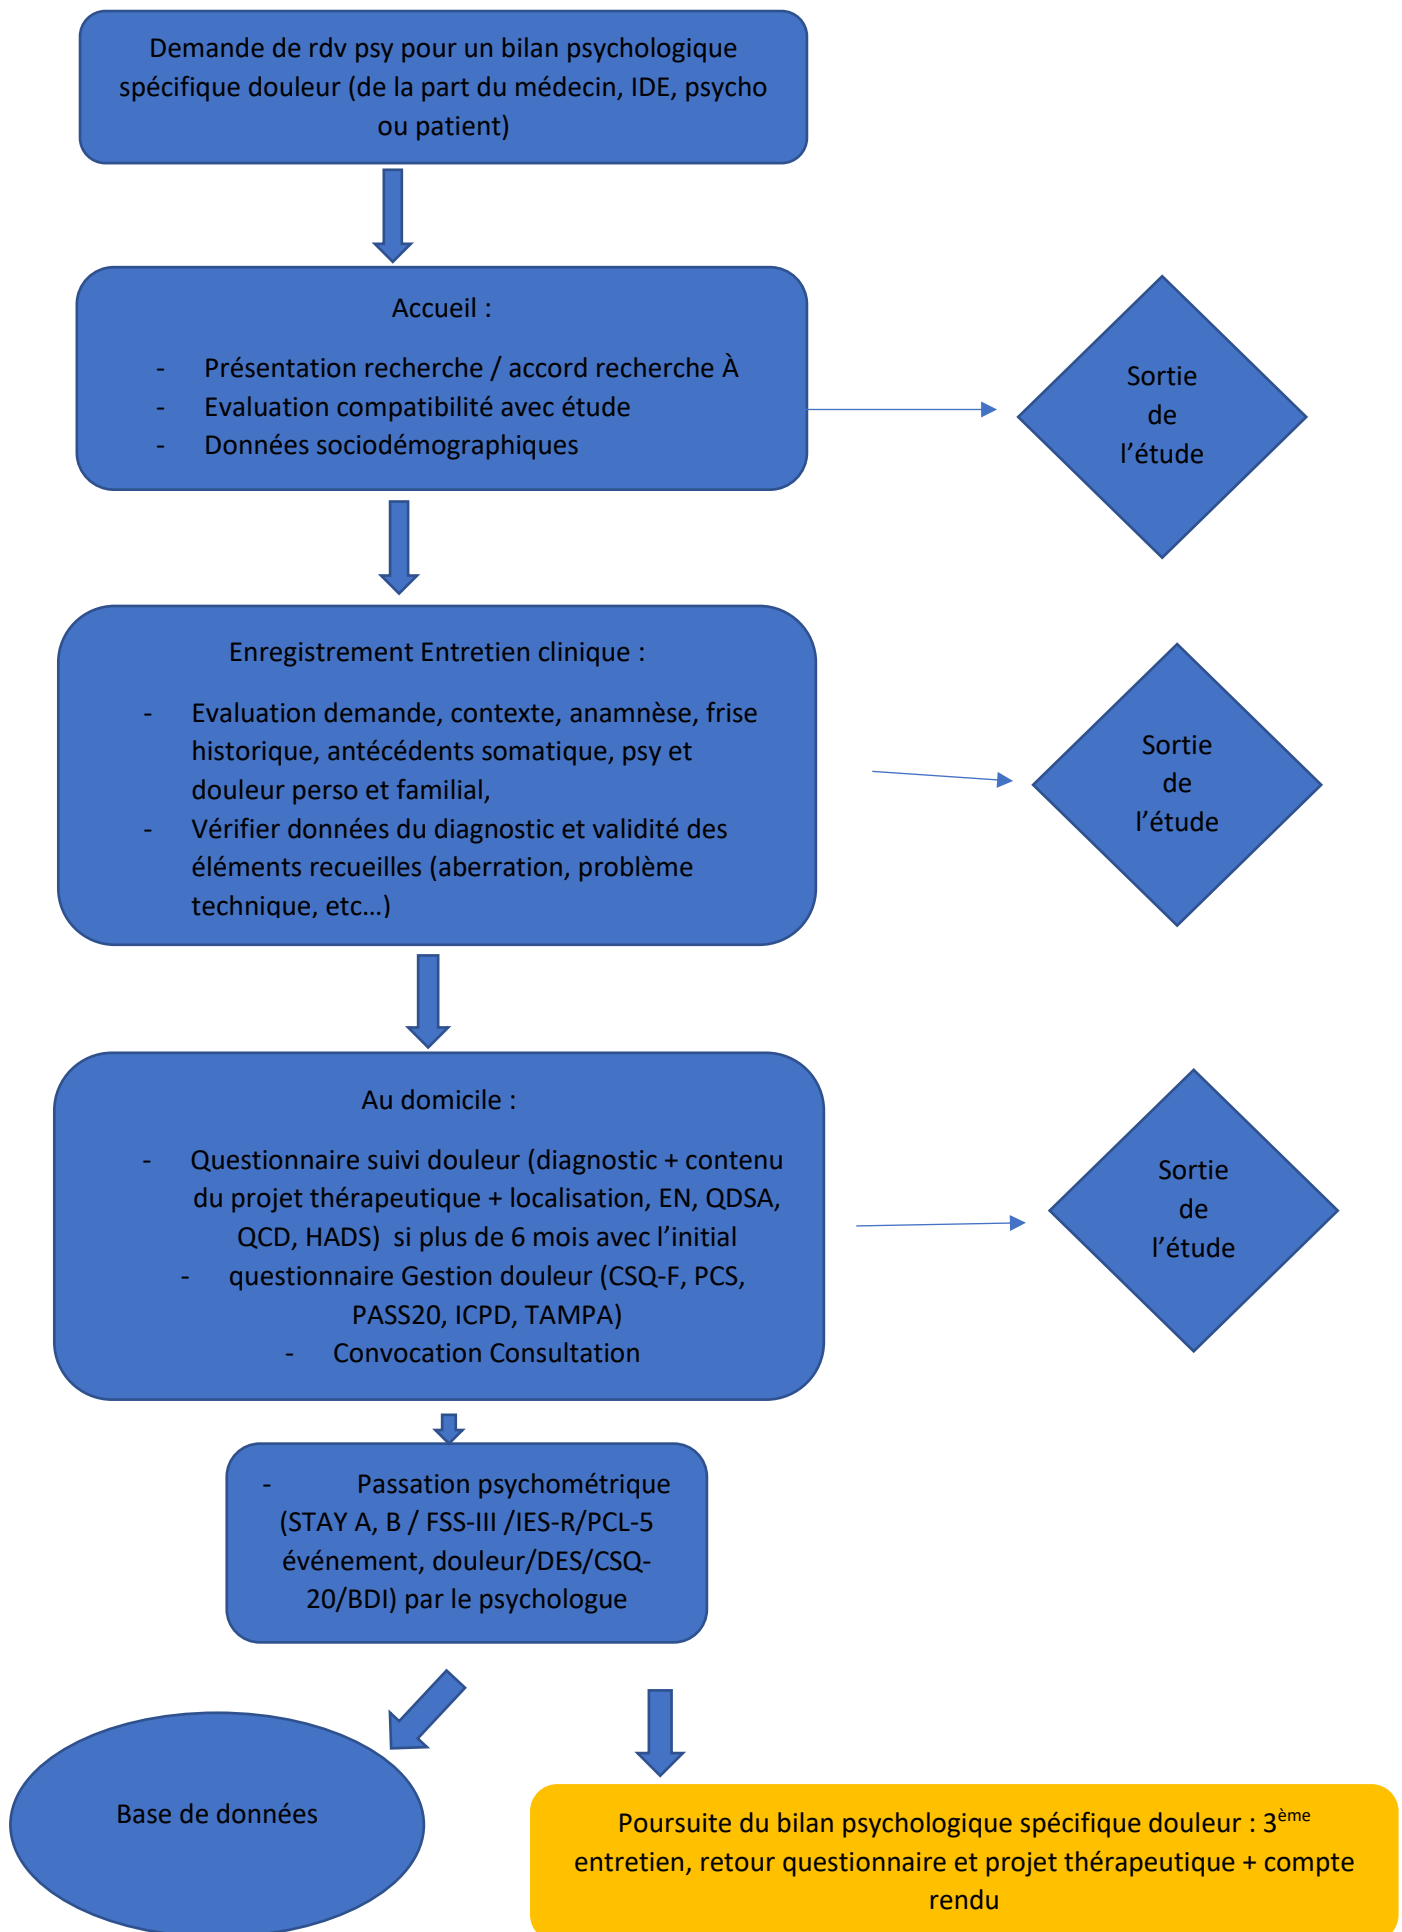 Demande de rdv psy pour un bilan psychologique
spécifique douleur (de la part du médecin, IDE, psycho
ou patient)
Accueil :
- Présentation recherche / accord recherche À
- Evaluation compatibilité avec étude
- Données sociodémographiques
Sortie
de
l’étude
Enregistrement Entretien clinique :
- Evaluation demande, contexte, anamnèse, frise
historique, antécédents somatique, psy et
douleur perso et familial,
- Vérifier données du diagnostic et validité des
éléments recueilles (aberration, problème
technique, etc…)
Sortie
de
l’étude
Au domicile :
- Questionnaire suivi douleur (diagnostic + contenu
du projet thérapeutique + localisation, EN, QDSA,
QCD, HADS) si plus de 6 mois avec l’initial
- questionnaire Gestion douleur (CSQ-F, PCS,
PASS20, ICPD, TAMPA)
- Convocation Consultation
Sortie
de
l’étude
- Passation psychométrique
(STAY A, B / FSS-III /IES-R/PCL-5
événement, douleur/DES/CSQ-
20/BDI) par le psychologue
Base de données
Poursuite du bilan psychologique spécifique douleur : 3ème
entretien, retour questionnaire et projet thérapeutique + compte
rendu